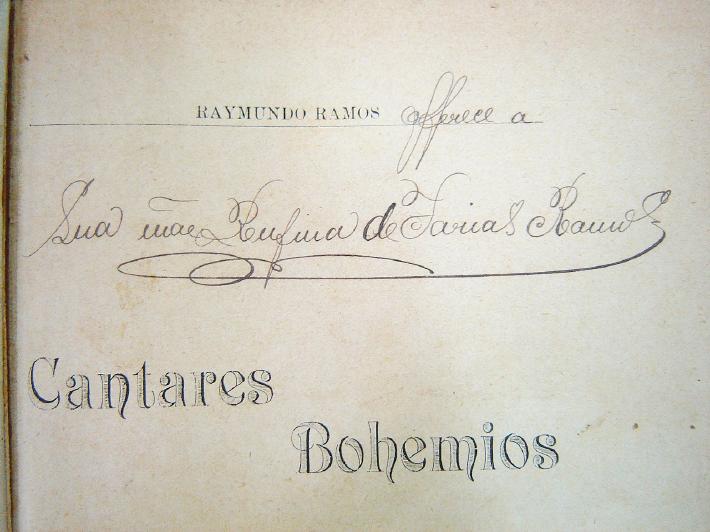 RAYMUNDO RAMOS offerece a
Sua mãe Rufina de Farias Ramos
Cantares
Bohemios